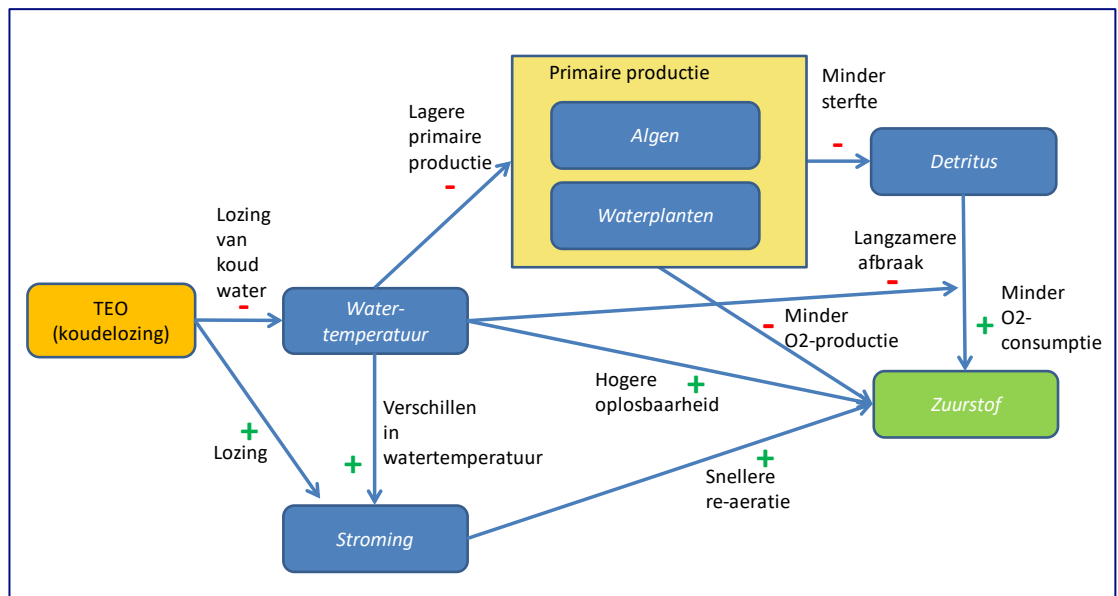 Primaire productie
Minder
sterfte
-
Lagere
primaire
productie
-
Algen
Waterplanten
Detritus
Lozing
van
koud
water
-
Langzamere
afbraak
-
TEO
(koudelozing)
Water-
temperatuur
- Minder
O2-productie
+ Minder
O2-
consumptie
Hogere
oplosbaarheid
+
Zuurstof
Verschillen
in
watertemperatuur
+
+
Lozing
+
Snellere
re-aeratie
Stroming